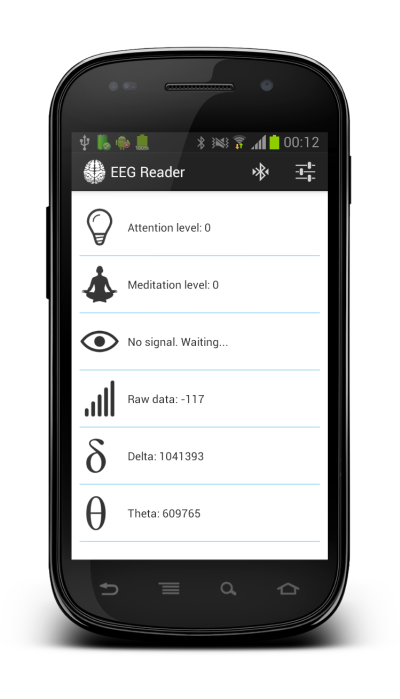 00:12
EEG Reader
Attention level: 0
Meditation level: 0
No signal. Waiting...
Raw data: -117
δ
Delta: 1041393
θ
Theta: 609765